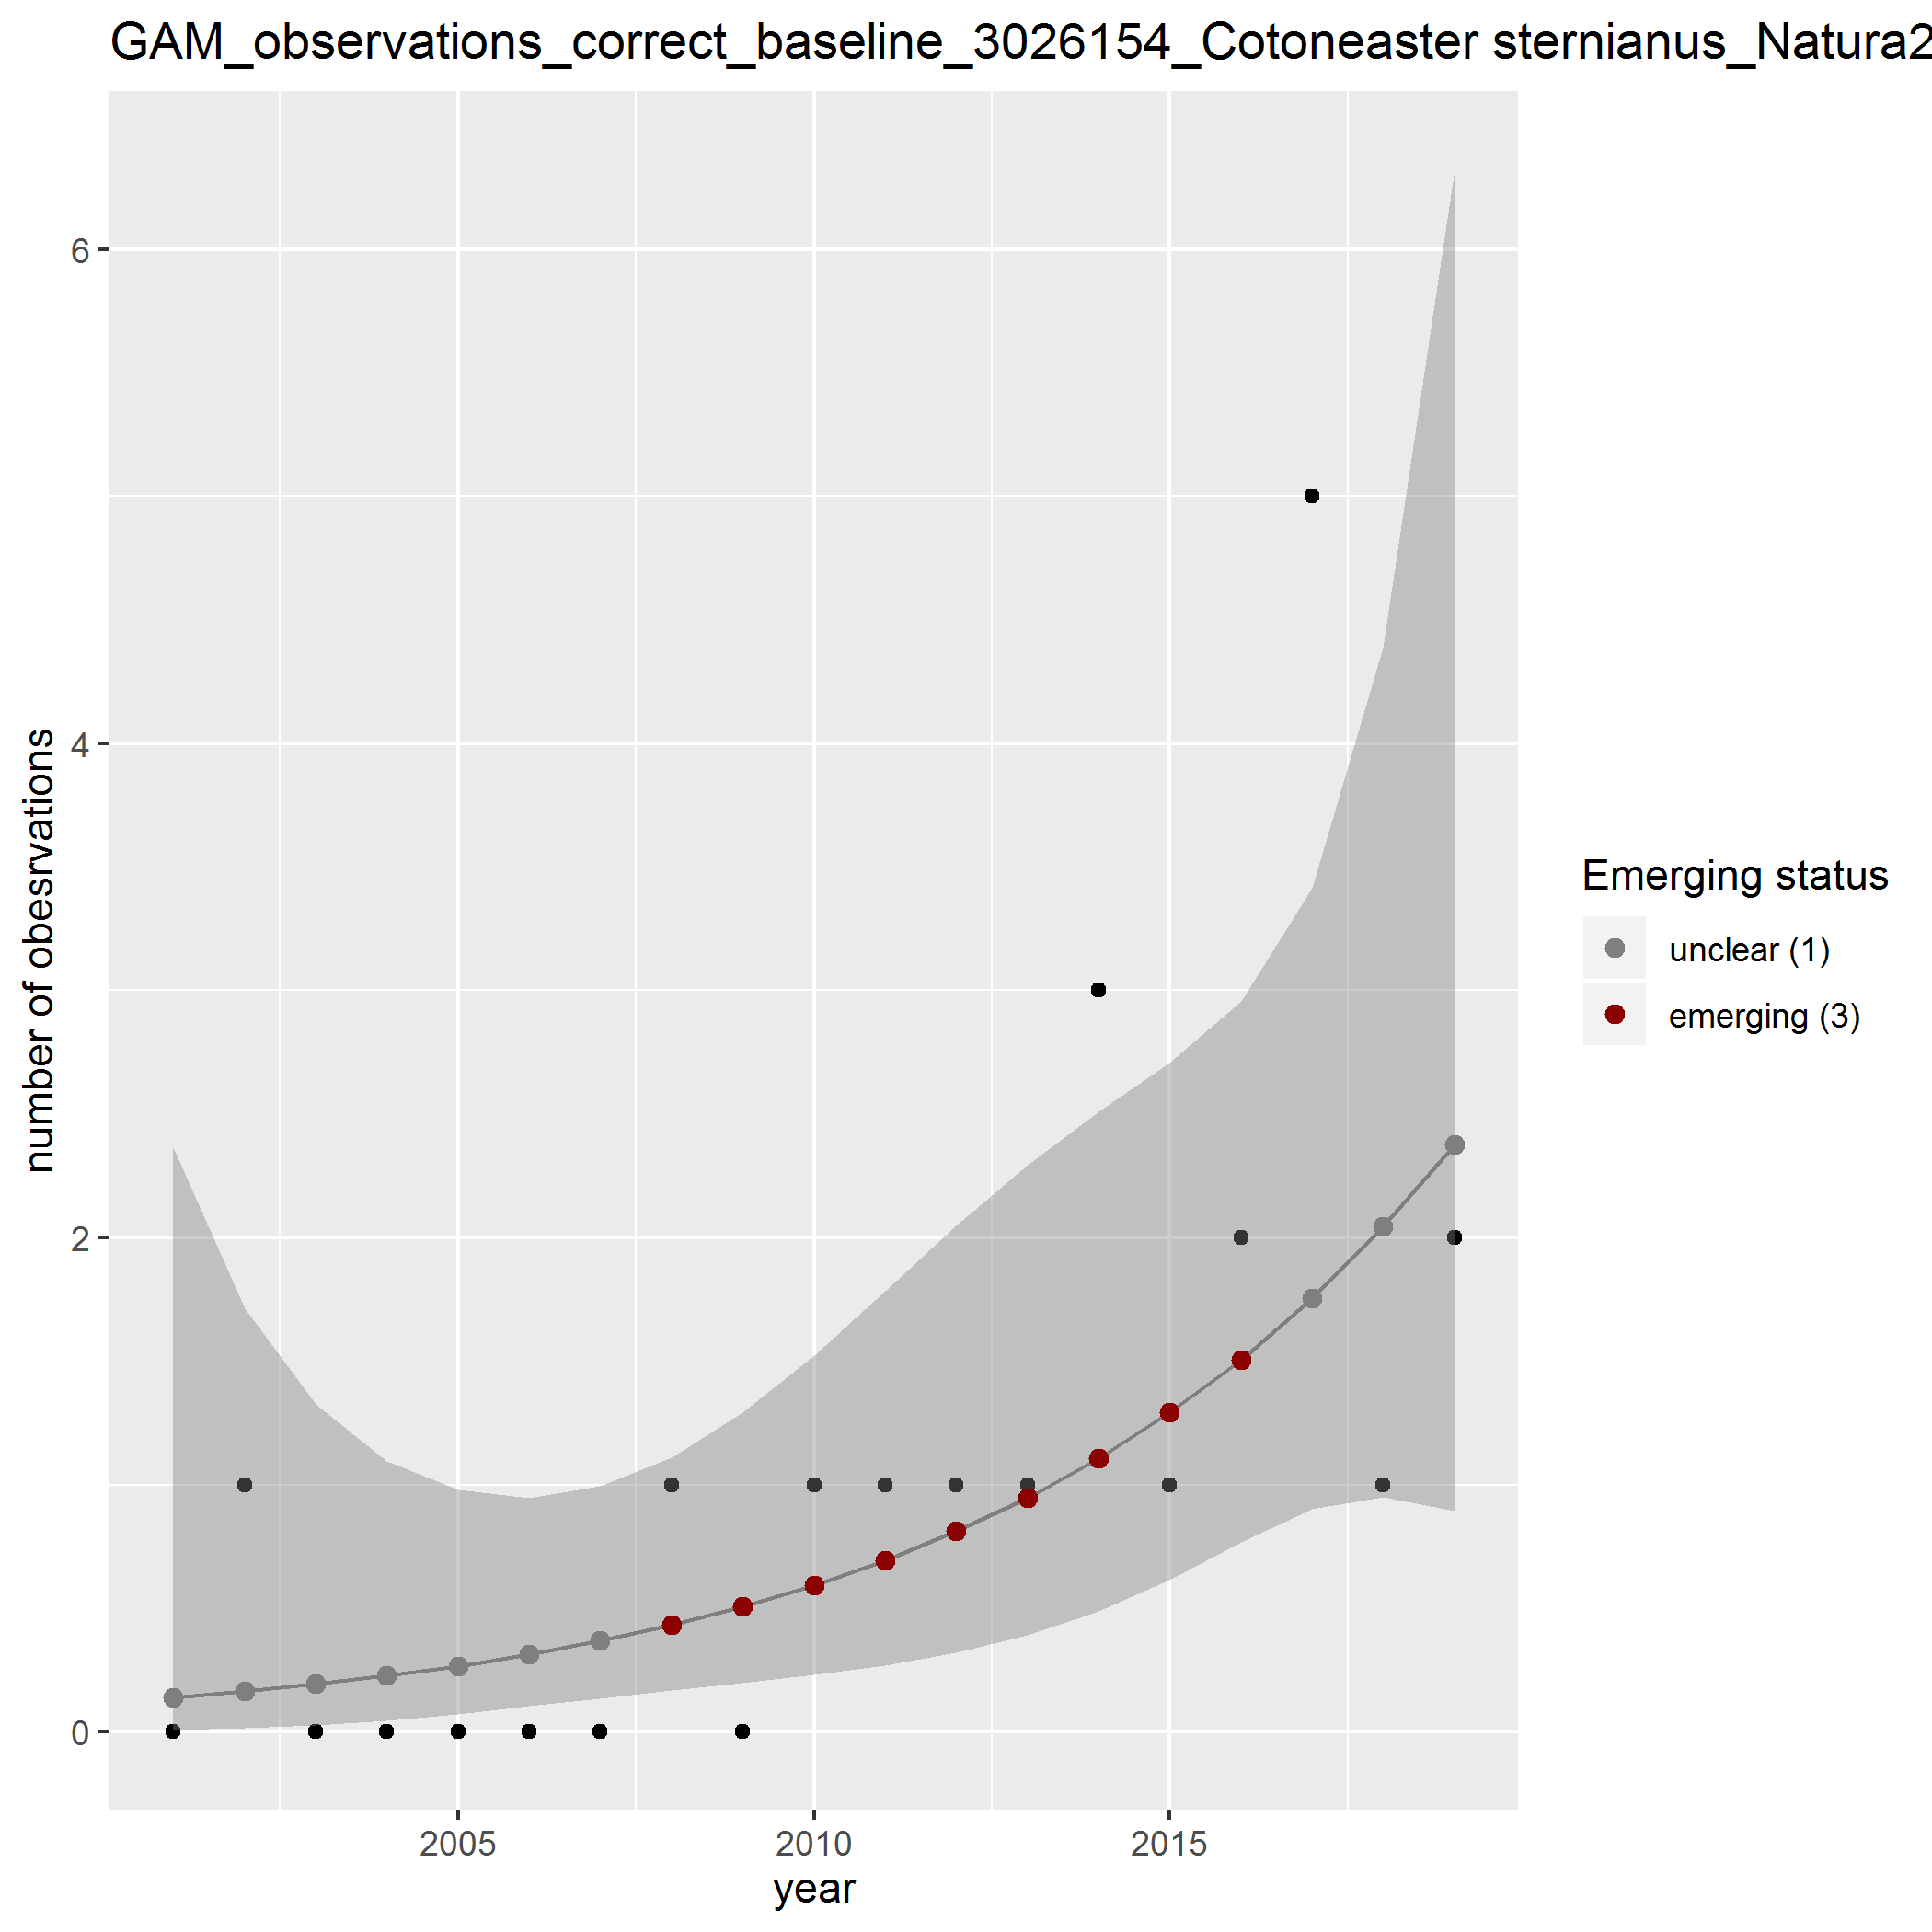 GAM_observations_correct_baseline_3026154_Cotoneaster sternianus_Natura2
number of obesrvations
6
4
2
0
2005
2010
2015
year
Emerging status
unclear (1)
emerging (3)